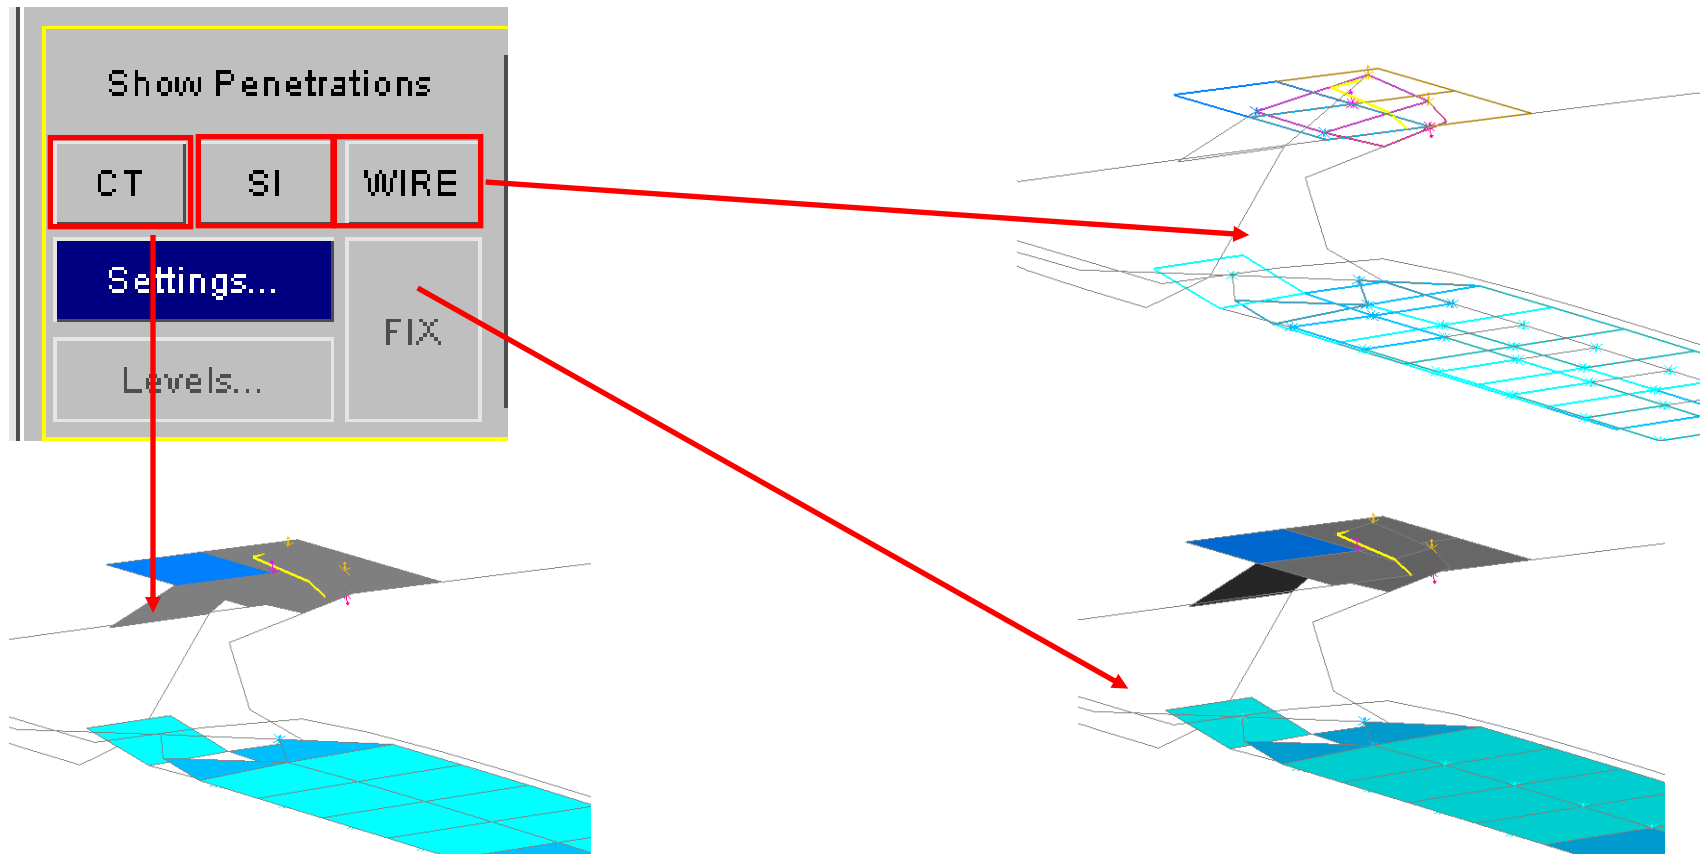 Show Penetrations
CT SI WIRE
Settings...
FIX
Levels...